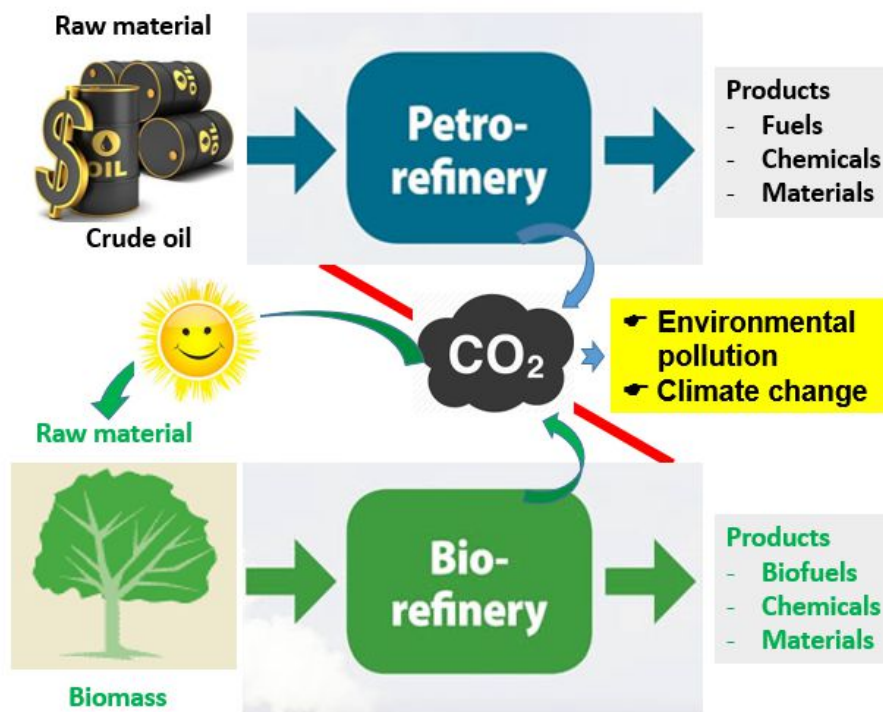 Raw material
$
OIL
OIL
OIL
Crude oil
Petro-
refinery
Products
- Fuels
- Chemicals
- Materials
CO₂
☛ Environmental
pollution
☛ Climate change
Raw material
Biomass
Bio-
refinery
Products
- Biofuels
- Chemicals
- Materials